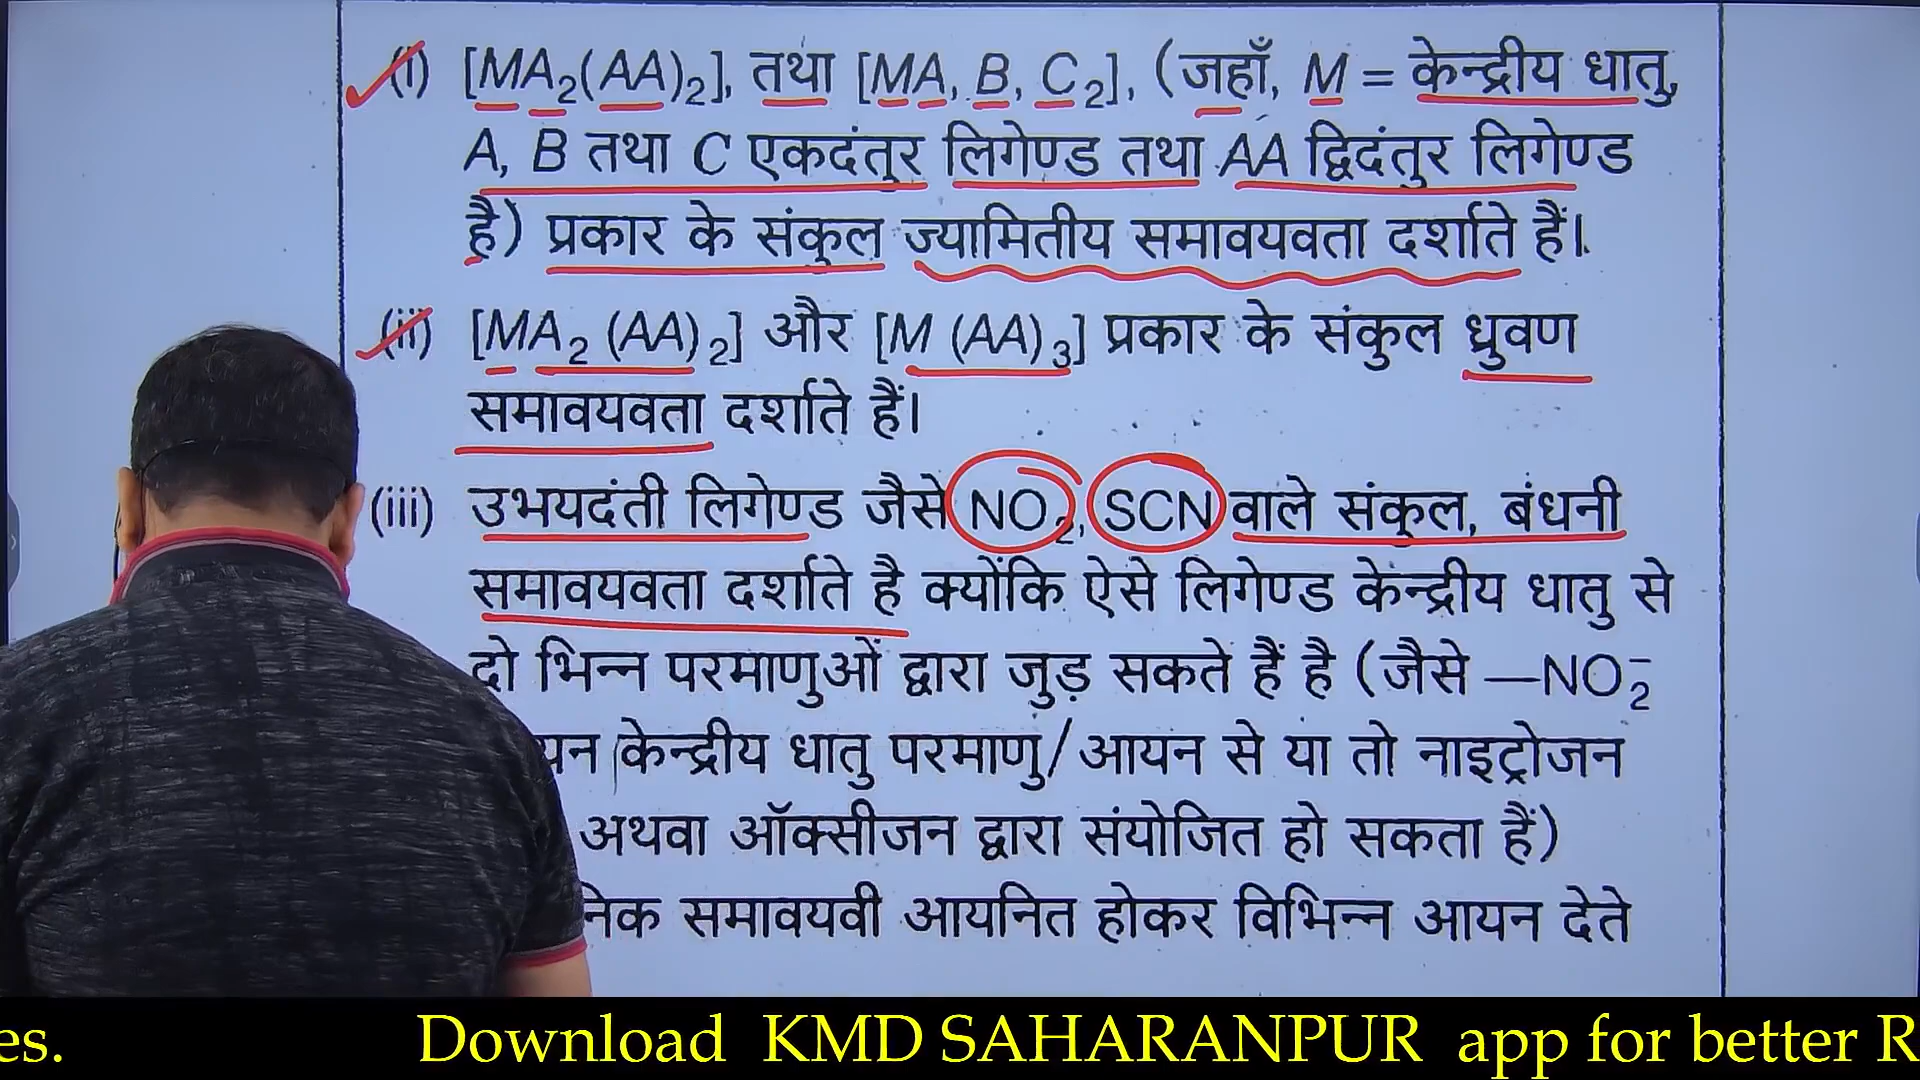 (i) [MA₂(AA)₂], तथा [MA, B, C₂], (जहाँ, M = केन्द्रीय धातु,
A, B तथा C एकदंतुर लिगेण्ड तथा AA द्विदंतुर लिगेण्ड
है) प्रकार के संकुल ज्यामितीय समावयवता दर्शाते हैं।
(ii) [MA₂ (AA)₂] और [M (AA)₃] प्रकार के संकुल ध्रुवण
समावयवता दर्शाते हैं।
(iii) उभयदंती लिगेण्ड जैसे NO₂, SCN वाले संकुल, बंधनी
समावयवता दर्शाते है क्योंकि ऐसे लिगेण्ड केन्द्रीय धातु से
दो भिन्न परमाणुओं द्वारा जुड़ सकते हैं है (जैसे —NO₂⁻
यन केन्द्रीय धातु परमाणु/आयन से या तो नाइट्रोजन
अथवा ऑक्सीजन द्वारा संयोजित हो सकता हैं)
निक समावयवी आयनित होकर विभिन्न आयन देते
es. Download KMD SAHARANPUR app for better R